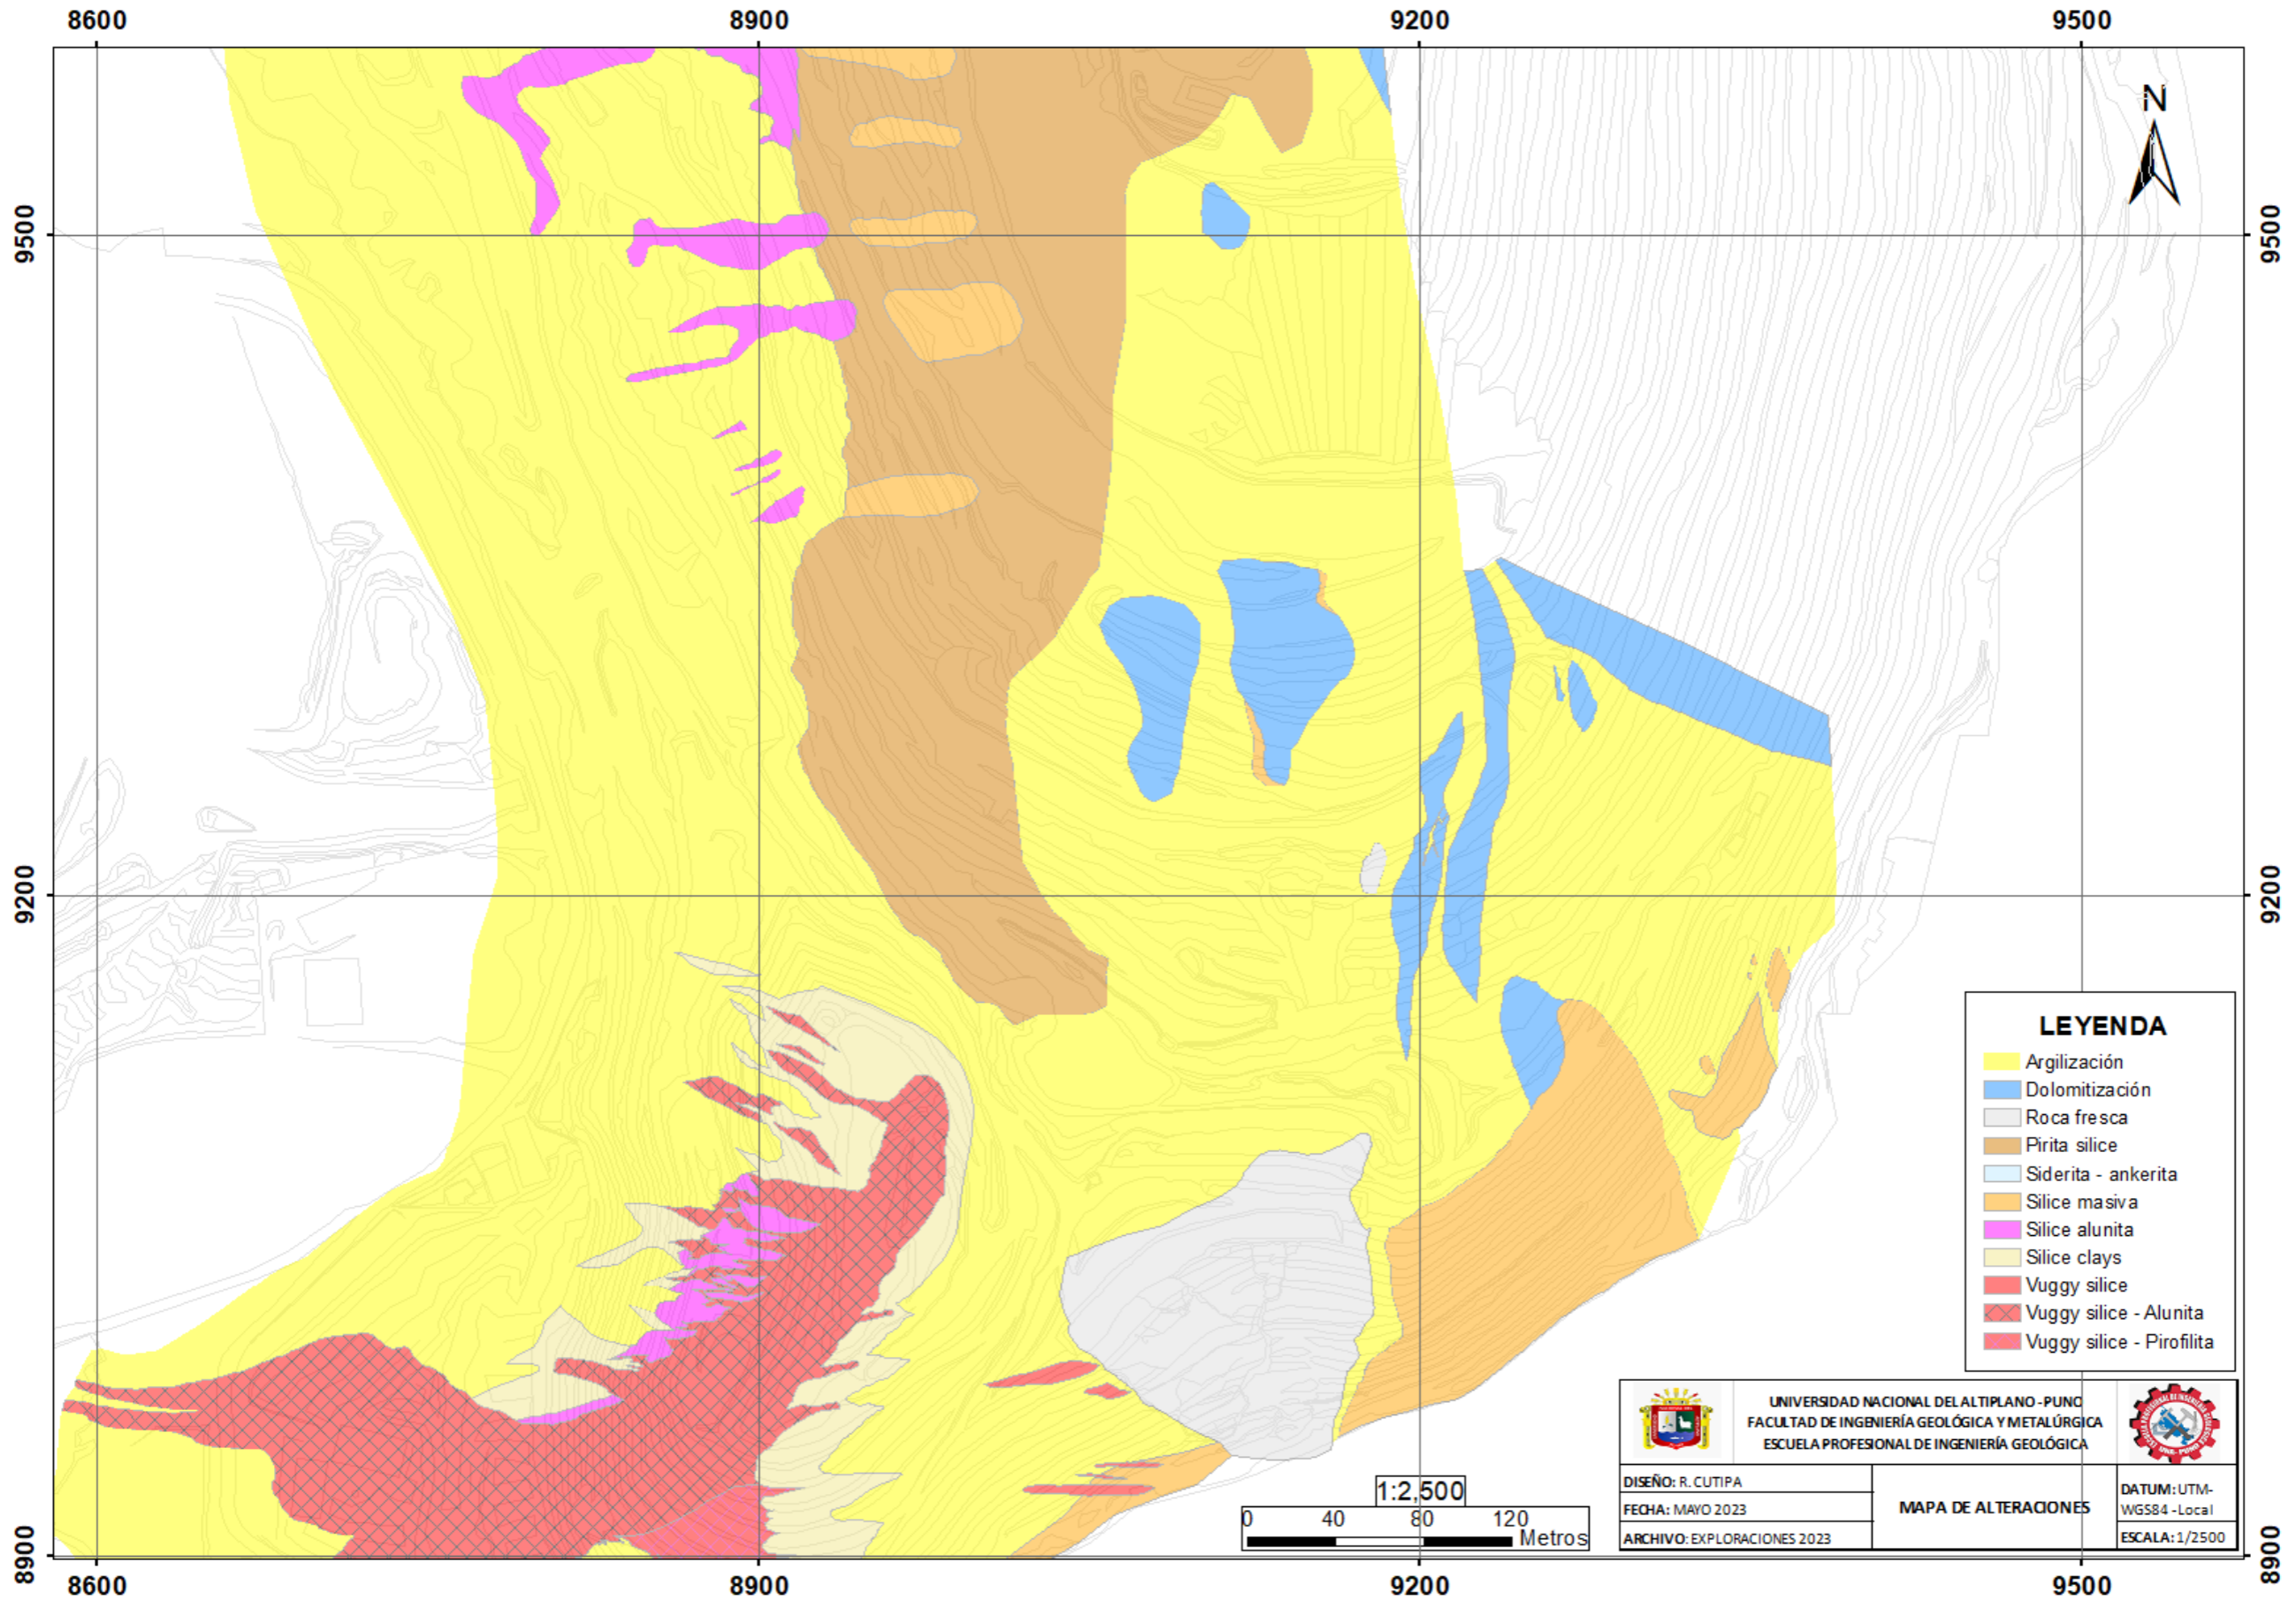 8600 8900 9200 9500
N
9500 9500
9200 9200
LEYENDA
Argilización
Dolomitización
Roca fresca
Pirita silice
Siderita - ankerita
Silice masiva
Silice alunita
Silice clays
Vuggy silice
Vuggy silice - Alunita
Vuggy silice - Pirofilita
UNIVERSIDAD NACIONAL DEL ALTIPLANO - PUNO
FACULTAD DE INGENIERÍA GEOLÓGICA Y METALÚRGICA
ESCUELA PROFESIONAL DE INGENIERÍA GEOLÓGICA
DISEÑO: R. CUTIPA
FECHA: MAYO 2023
ARCHIVO: EXPLORACIONES 2023
MAPA DE ALTERACIONES
DATUM: UTM-
WGS84 -Local
ESCALA: 1/2500
1:2,500
0 40 80 120
Metros
8900 8900
8600 8900 9200 9500